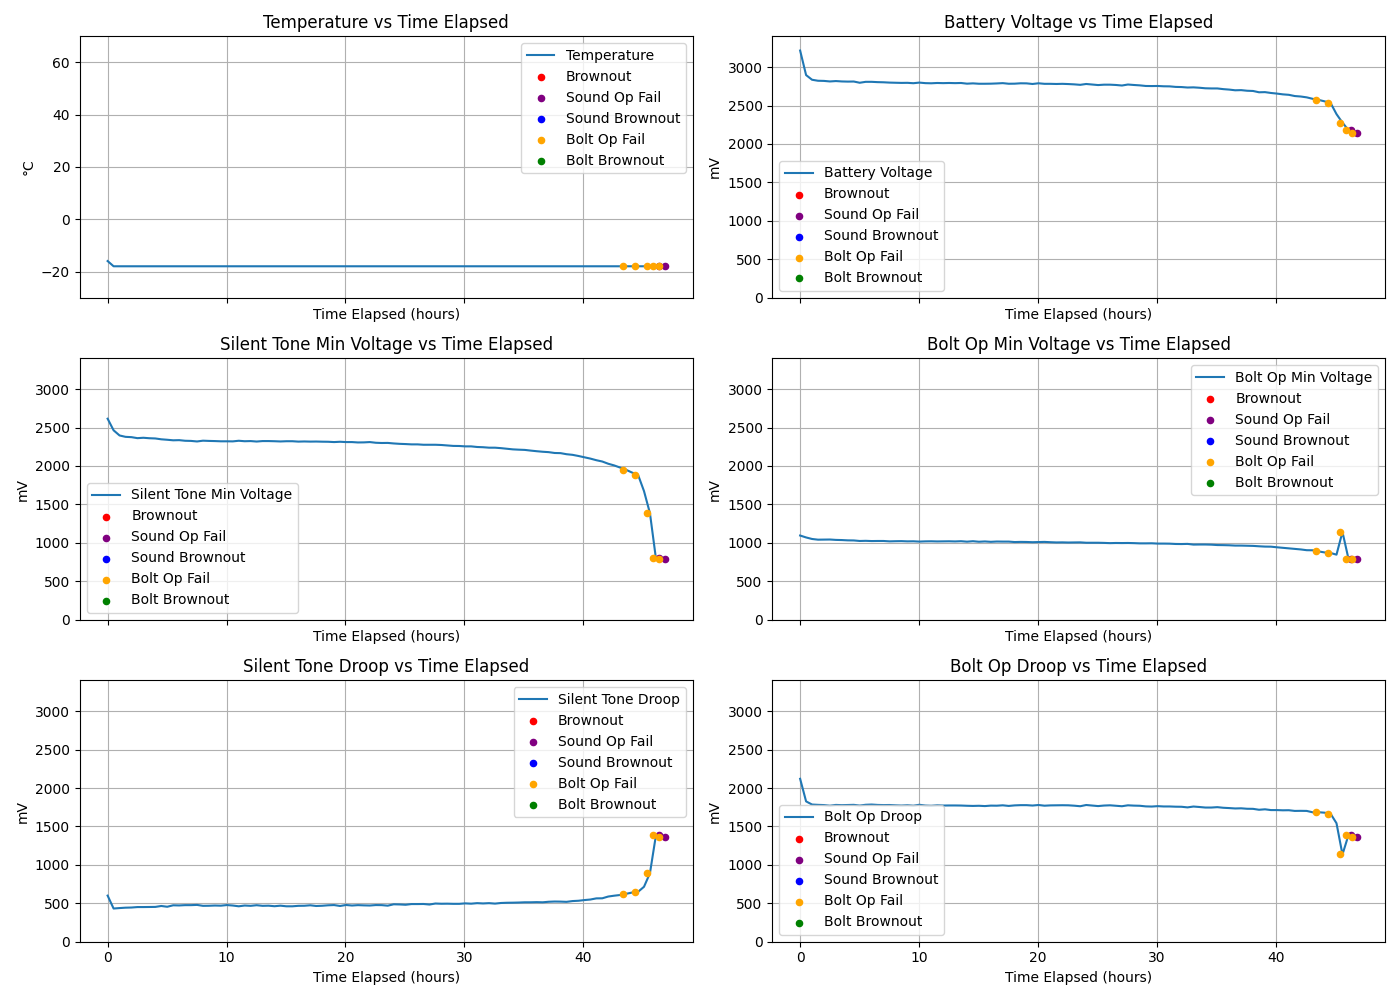 Temperature vs Time Elapsed
60
40
20
0
−20
°C
Temperature
Brownout
Sound Op Fail
Sound Brownout
Bolt Op Fail
Bolt Brownout
Time Elapsed (hours)
Battery Voltage vs Time Elapsed
3000
2500
2000
1500
1000
500
0
mV
Battery Voltage
Brownout
Sound Op Fail
Sound Brownout
Bolt Op Fail
Bolt Brownout
Time Elapsed (hours)
Silent Tone Min Voltage vs Time Elapsed
3000
2500
2000
1500
1000
500
0
mV
Silent Tone Min Voltage
Brownout
Sound Op Fail
Sound Brownout
Bolt Op Fail
Bolt Brownout
Time Elapsed (hours)
Bolt Op Min Voltage vs Time Elapsed
3000
2500
2000
1500
1000
500
0
mV
Bolt Op Min Voltage
Brownout
Sound Op Fail
Sound Brownout
Bolt Op Fail
Bolt Brownout
Time Elapsed (hours)
Silent Tone Droop vs Time Elapsed
3000
2500
2000
1500
1000
500
0
mV
Silent Tone Droop
Brownout
Sound Op Fail
Sound Brownout
Bolt Op Fail
Bolt Brownout
0 10 20 30 40
Time Elapsed (hours)
Bolt Op Droop vs Time Elapsed
3000
2500
2000
1500
1000
500
0
mV
Bolt Op Droop
Brownout
Sound Op Fail
Sound Brownout
Bolt Op Fail
Bolt Brownout
0 10 20 30 40
Time Elapsed (hours)